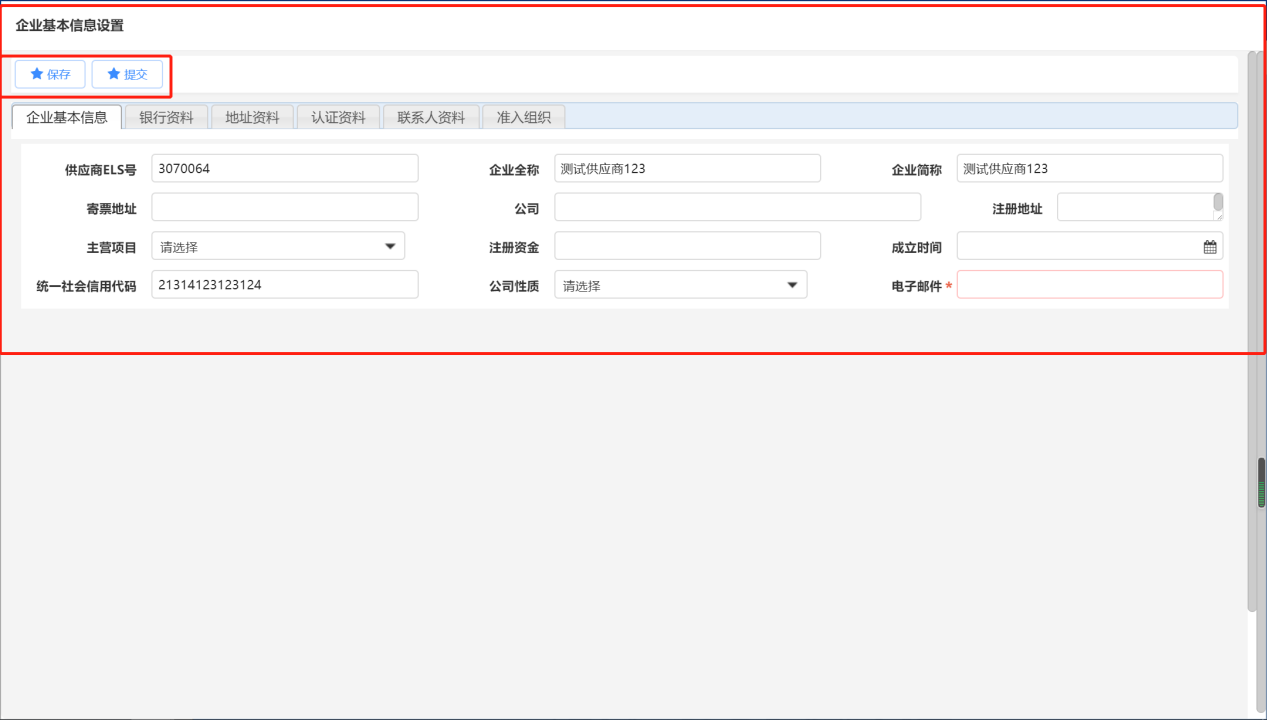 企业基本信息设置
保存 提交
企业基本信息 银行资料 地址资料 认证资料 联系人资料 准入组织
供应商ELS号 3070064 企业全称 测试供应商123 企业简称 测试供应商123
寄票地址 公司 注册地址
主营项目 请选择 注册资金 成立时间
统一社会信用代码 21314123123124 公司性质 请选择 电子邮件 *